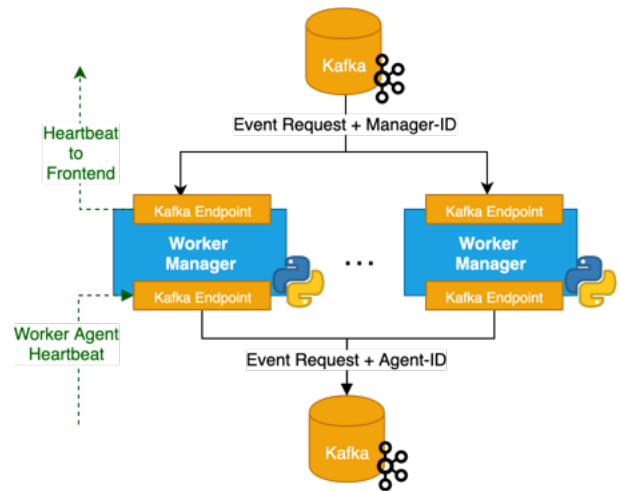 Kafka
Event Request + Manager-ID
Heartbeat
to
Frontend
Kafka Endpoint
Kafka Endpoint
Worker
Manager
...
Worker
Manager
Kafka Endpoint
Kafka Endpoint
Worker Agent
Heartbeat
Event Request + Agent-ID
Kafka